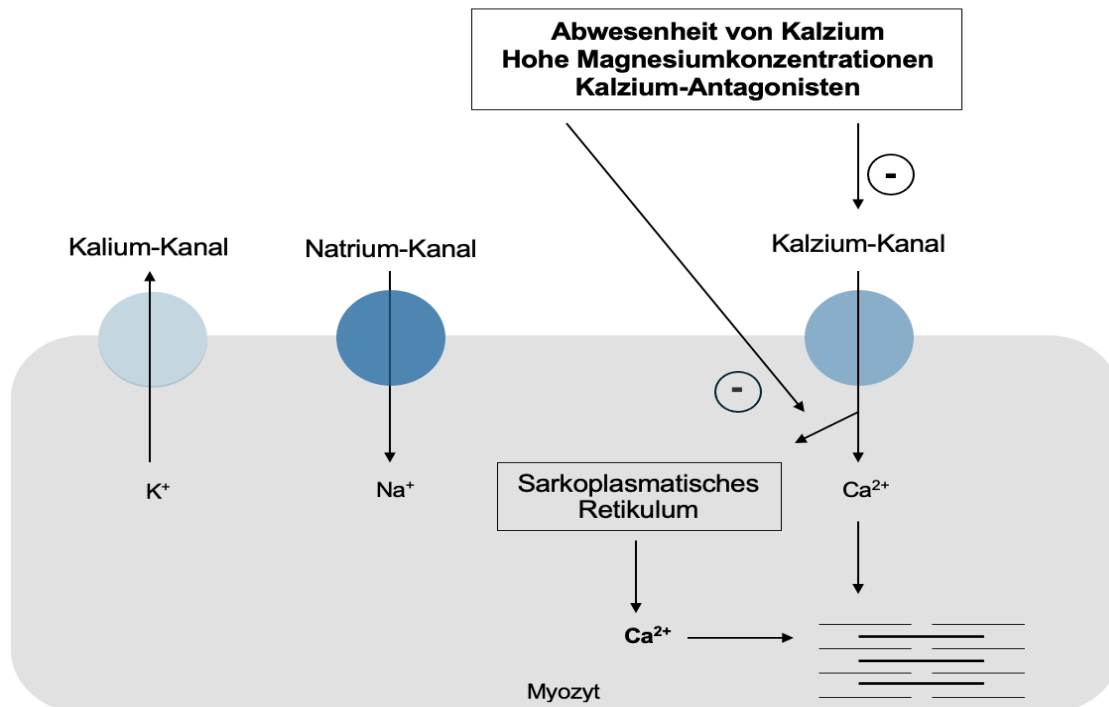 Abwesenheit von Kalzium
Hohe Magnesiumkonzentrationen
Kalzium-Antagonisten
-
Kalium-Kanal
Natrium-Kanal
Kalzium-Kanal
-
K⁺
Na⁺
Sarkoplasmatisches
Retikulum
Ca²⁺
Ca²⁺
Myozyt